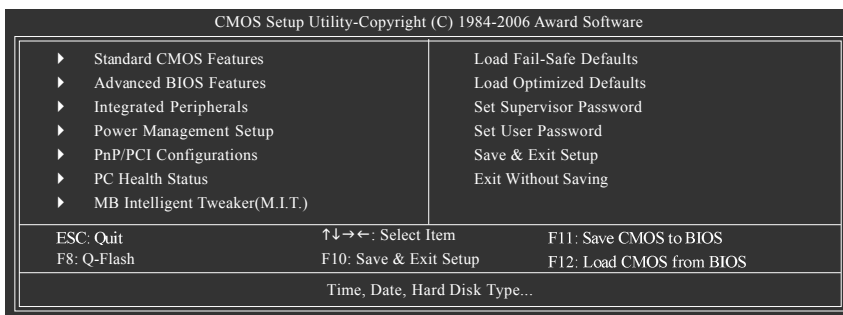 CMOS Setup Utility-Copyright (C) 1984-2006 Award Software
Standard CMOS Features
Advanced BIOS Features
Integrated Peripherals
Power Management Setup
PnP/PCI Configurations
PC Health Status
MB Intelligent Tweaker(M.I.T.)
Load Fail-Safe Defaults
Load Optimized Defaults
Set Supervisor Password
Set User Password
Save & Exit Setup
Exit Without Saving
ESC: Quit ↑↓→←: Select Item F11: Save CMOS to BIOS
F8: Q-Flash F10: Save & Exit Setup F12: Load CMOS from BIOS
Time, Date, Hard Disk Type...